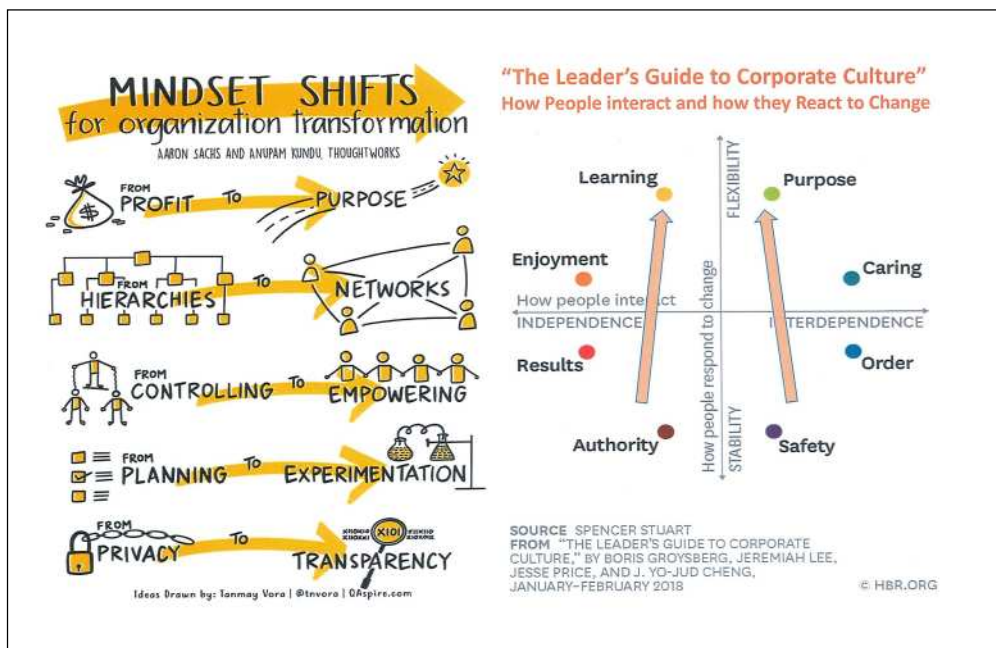 MINDSET SHIFTS
for organization transformation
AARON SACHS AND ANUPAM KUNDU, THOUGHTWORKS
FROM
PROFIT
TO
PURPOSE
$
FROM
HIERARCHIES
TO
NETWORKS
FROM
CONTROLLING
TO
EMPOWERING
FROM
PLANNING
TO
EXPERIMENTATION
FROM
PRIVACY
TO
X101
TRANSPARENCY
Ideas Drawn by: Tanmay Vora | @tnvora | QAspire.com
“The Leader’s Guide to Corporate Culture”
How People interact and how they React to Change
Learning
Purpose
FLEXIBILITY
Enjoyment
Caring
How people interact
INDEPENDENCE
INTERDEPENDENCE
Results
Order
How people respond to change
Authority
Safety
STABILITY
SOURCE SPENCER STUART
FROM "THE LEADER'S GUIDE TO CORPORATE
CULTURE," BY BORIS GROYSBERG, JEREMIAH LEE,
JESSE PRICE, AND J. YO-JUD CHENG,
JANUARY–FEBRUARY 2018
© HBR.ORG